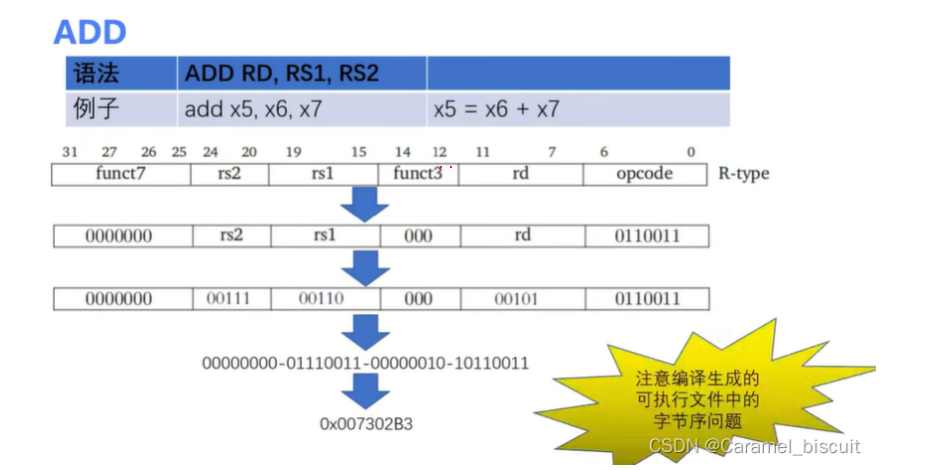 ADD
语法 ADD RD, RS1, RS2
例子 add x5, x6, x7 x5 = x6 + x7
31 27 26 25 24 20 19 15 14 12 11 7 6 0
funct7 rs2 rs1 funct3 rd opcode R-type
0000000 rs2 rs1 000 rd 0110011
0000000 00111 00110 000 00101 0110011
00000000-01110011-00000010-10110011
0x007302B3
注意编译生成的
可执行文件中的
字节序问题
CSDN @Caramel_biscuit